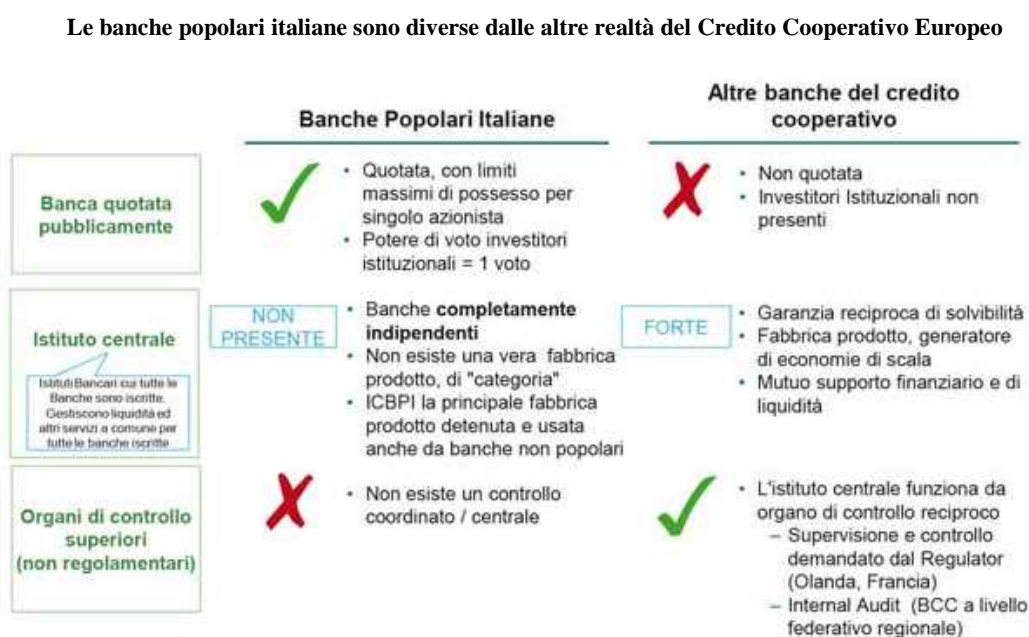 Le banche popolari italiane sono diverse dalle altre realtà del Credito Cooperativo Europeo
Banche Popolari Italiane
Altre banche del credito
cooperativo
Banca quotata
pubblicamente
• Quotata, con limiti
massimi di possesso per
singolo azionista
• Potere di voto investitori
istituzionali = 1 voto
• Non quotata
• Investitori Istituzionali non
presenti
Istituto centrale
Istituti Bancari cui tutte le
Banche sono iscritte.
Gestiscono liquidità ed
altri servizi a comune per
tutte le banche iscritte
NON
PRESENTE
• Banche completamente
indipendenti
• Non esiste una vera fabbrica
prodotto, di "categoria"
• ICBPI la principale fabbrica
prodotto detenuta e usata
anche da banche non popolari
FORTE
• Garanzia reciproca di solvibilità
• Fabbrica prodotto, generatore
di economie di scala
• Mutuo supporto finanziario e di
liquidità
Organi di controllo
superiori
(non regolamentari)
• Non esiste un controllo
coordinato / centrale
• L'istituto centrale funziona da
organo di controllo reciproco
– Supervisione e controllo
demandato dal Regulator
(Olanda, Francia)
– Internal Audit (BCC a livello
federativo regionale)